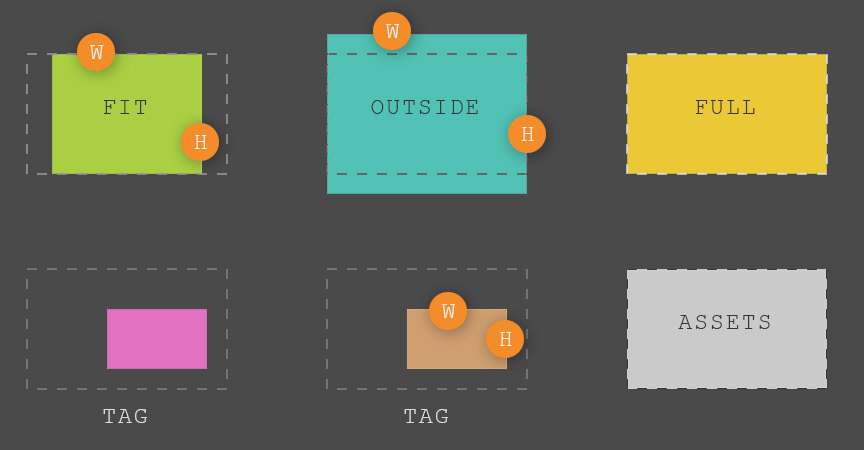 W
W
FIT
OUTSIDE
FULL
H
H
W
H
ASSETS
TAG
TAG